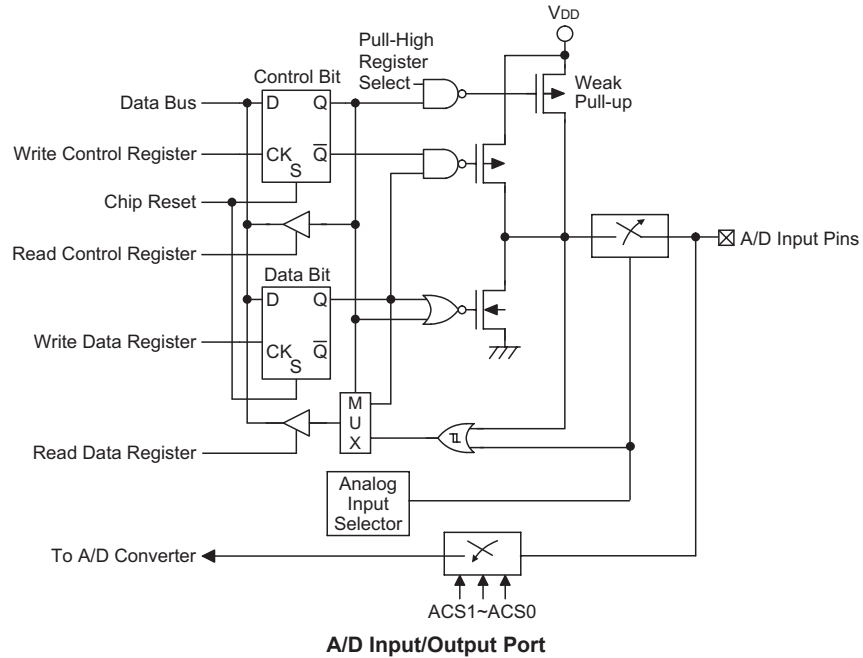 VDD
Pull-High
Register
Select
Weak
Pull-up
Control Bit
Data Bus
D
Q
Write Control Register
CK
Q
S
Chip Reset
Read Control Register
A/D Input Pins
Data Bit
D
Q
Write Data Register
CK
Q
S
M
U
X
Read Data Register
Analog
Input
Selector
To A/D Converter
ACS1~ACS0
A/D Input/Output Port